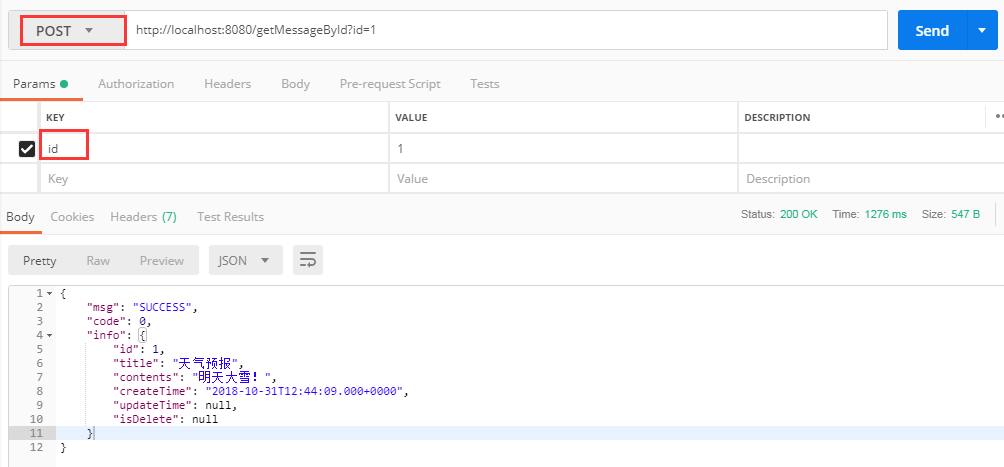 POST http://localhost:8080/getMessageById?id=1 Send
Params Authorization Headers Body Pre-request Script Tests
KEY VALUE DESCRIPTION
id 1
Key Value Description
Body Cookies Headers (7) Test Results Status: 200 OK Time: 1276 ms Size: 547 B
Pretty Raw Preview JSON
1 {
2 "msg": "SUCCESS",
3 "code": 0,
4 "info": {
5 "id": 1,
6 "title": "天气预报",
7 "contents": "明天大雪！",
8 "createTime": "2018-10-31T12:44:09.000+0000",
9 "updateTime": null,
10 "isDelete": null
11 }
12 }